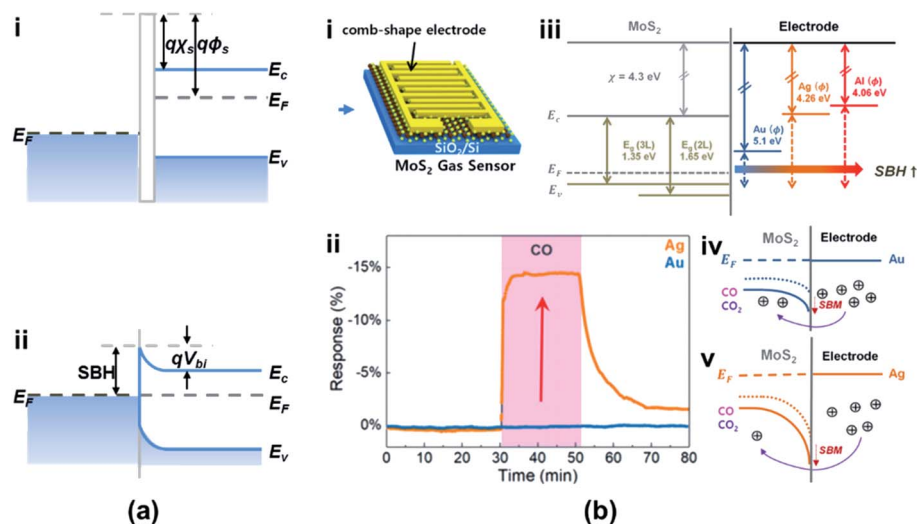 i
qχs qϕs
Ec
EF
EF
Ev
ii
SBH
qVbi
Ec
EF
EF
Ev
(a)
i
comb-shape electrode
SiO2/Si
MoS2 Gas Sensor
ii
CO
Ag
Au
-15%
-10%
-5%
0%
Response (%)
0 10 20 30 40 50 60 70 80
Time (min)
iii
MoS2
Electrode
χ = 4.3 eV
Ag (ϕ)
4.26 eV
Al (ϕ)
4.06 eV
Au (ϕ)
5.1 eV
Eg (3L)
1.35 eV
Eg (2L)
1.65 eV
EF
Ev
SBH ↑
iv
MoS2 Electrode
EF
Au
CO
CO2
SBM
v
MoS2 Electrode
EF
Ag
CO
CO2
SBM
(b)